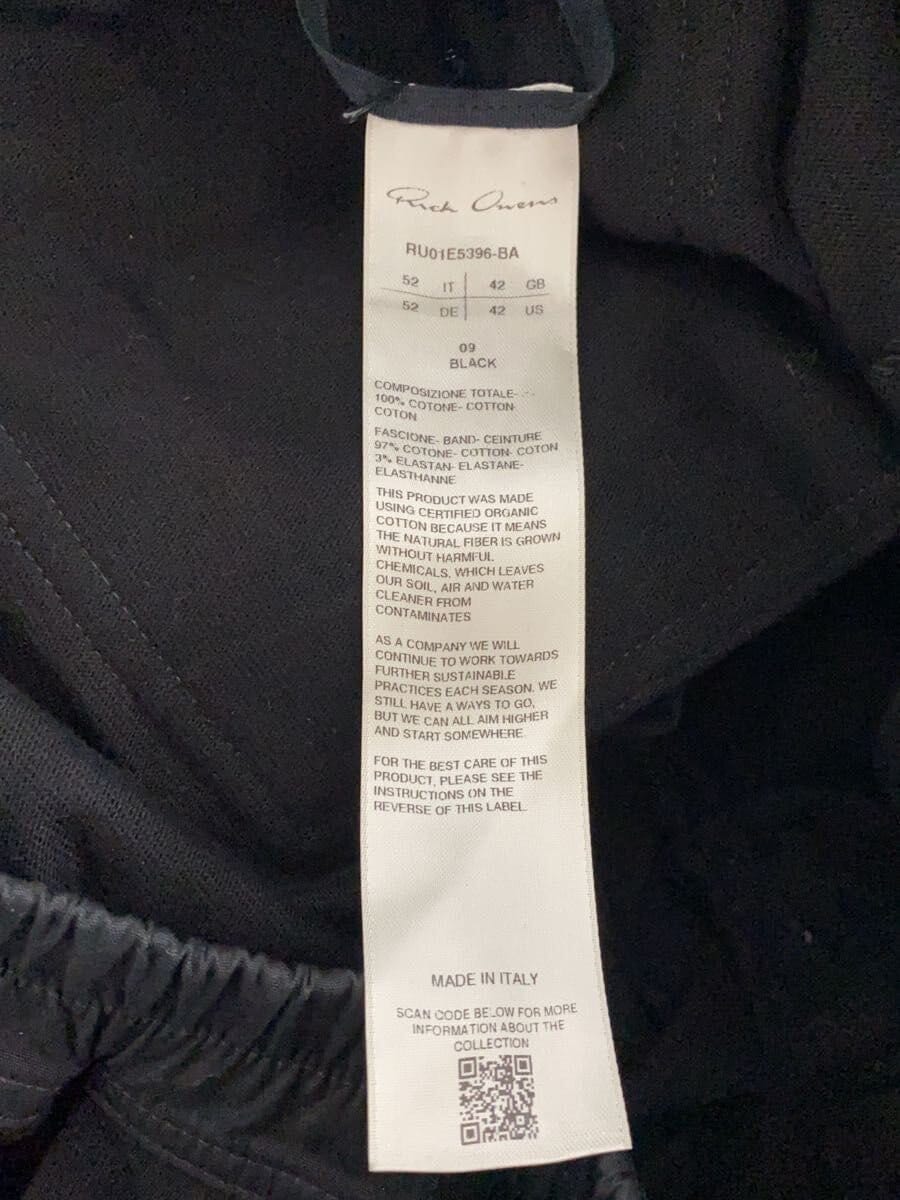 Rick Owens
RU01E5396-BA
52 IT 42 GB
52 DE 42 US
09
BLACK
COMPOSIZIONE TOTALE-
100% COTONE- COTTON-
COTON
FASCIONE- BAND- CEINTURE
97% COTONE- COTTON- COTON
3% ELASTAN- ELASTANE-
ELASTHANNE
THIS PRODUCT WAS MADE
USING CERTIFIED ORGANIC
COTTON BECAUSE IT MEANS
THE NATURAL FIBER IS GROWN
WITHOUT HARMFUL
CHEMICALS, WHICH LEAVES
OUR SOIL, AIR AND WATER
CLEANER FROM
CONTAMINATES
AS A COMPANY WE WILL
CONTINUE TO WORK TOWARDS
FURTHER SUSTAINABLE
PRACTICES EACH SEASON. WE
STILL HAVE A WAYS TO GO,
BUT WE CAN ALL AIM HIGHER
AND START SOMEWHERE.
FOR THE BEST CARE OF THIS
PRODUCT, PLEASE SEE THE
INSTRUCTIONS ON THE
REVERSE OF THIS LABEL.
MADE IN ITALY
SCAN CODE BELOW FOR MORE
INFORMATION ABOUT THE
COLLECTION